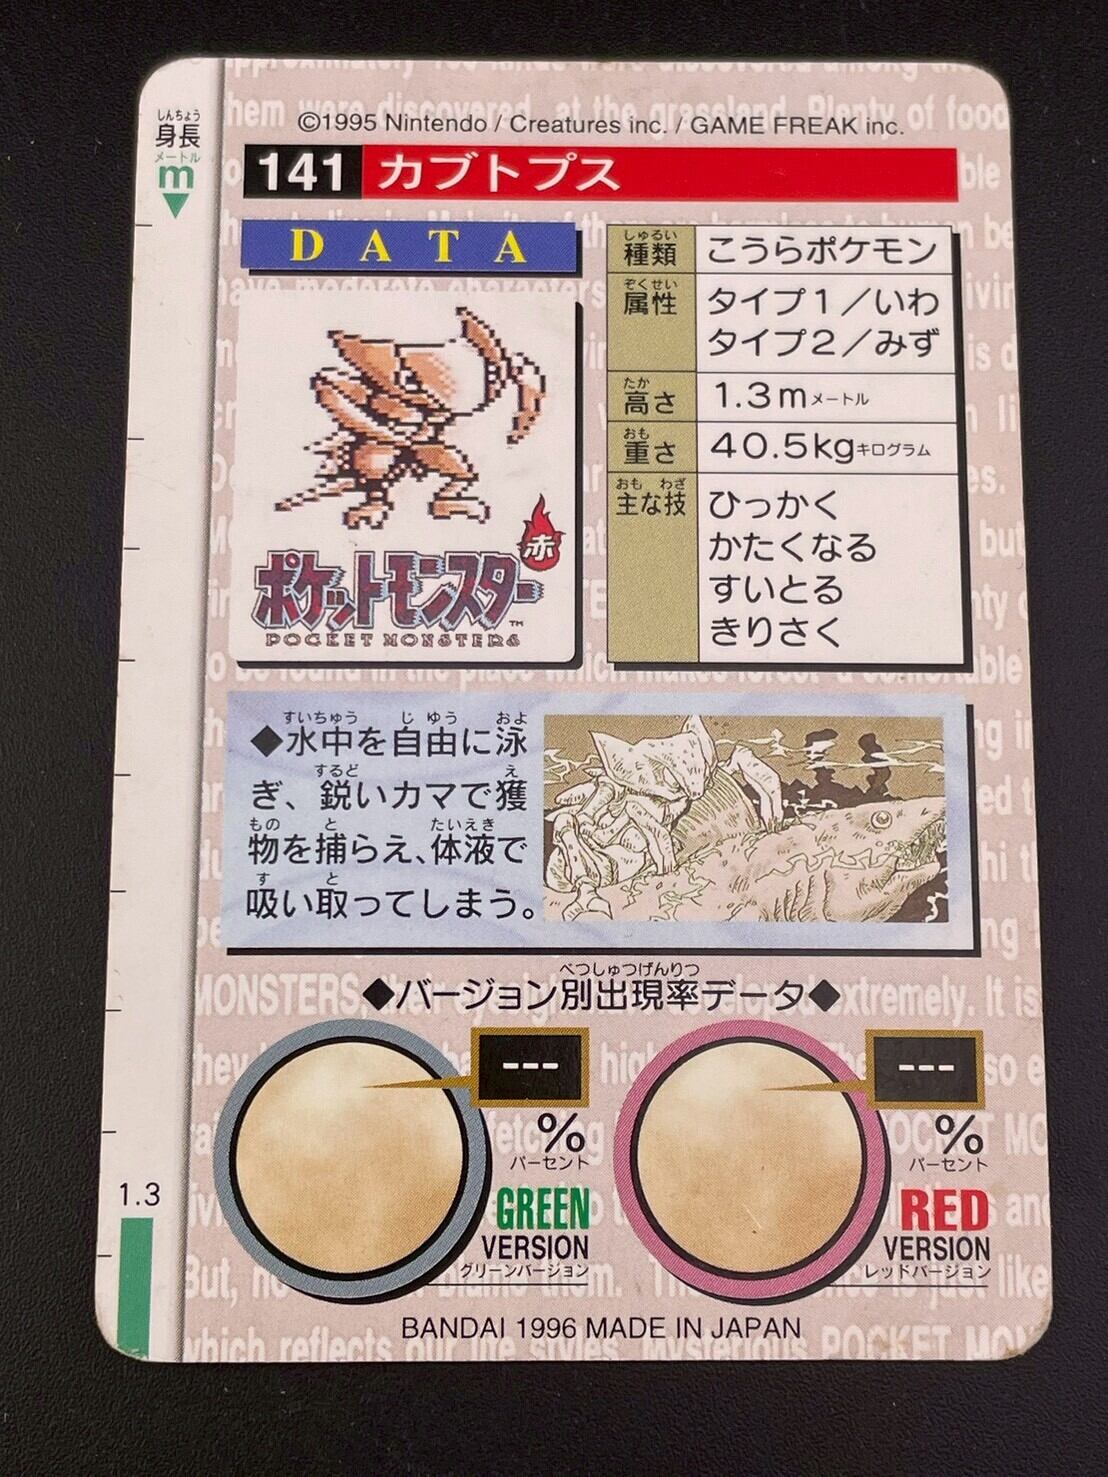 ©1995 Nintendo / Creatures inc. / GAME FREAK inc.
しんちょう
身長
メートル
m
141 カブトプス
DATA
しゅるい
種類 こうらポケモン
ぞくせい
属性 タイプ1／いわ
タイプ2／みず
たか
高さ 1.3mメートル
おも
重さ 40.5kgキログラム
おも わざ
主な技 ひっかく
かたくなる
すいとる
きりさく
赤
ポケットモンスター™
POCKET MONSTERS
すいちゅう じゆう およ
◆水中を自由に泳
するど え
ぎ、鋭いカマで獲
もの と たいえき
物を捕らえ、体液で
す と
吸い取ってしまう。
べつしゅつげんりつ
◆バージョン別出現率データ◆
--- ---
% %
パーセント パーセント
GREEN RED
VERSION VERSION
グリーンバージョン レッドバージョン
1.3
BANDAI 1996 MADE IN JAPAN